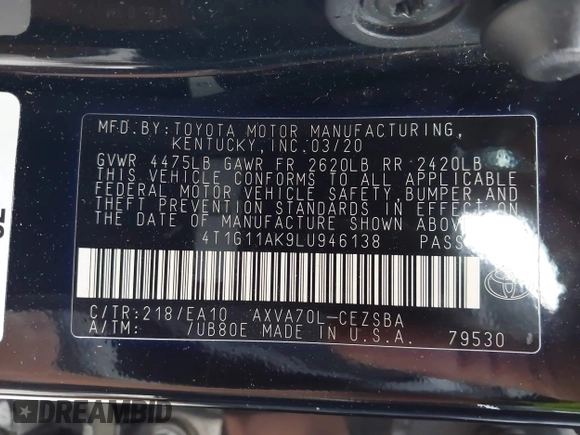 MFD.BY:TOYOTA MOTOR MANUFACTURING,
KENTUCKY,INC.03/20
GVWR 4475LB GAWR FR 2620LB RR 2420LB
THIS VEHICLE CONFORMS TO ALL APPLICABLE
FEDERAL MOTOR VEHICLE SAFETY,BUMPER,AND
THEFT PREVENTION STANDARDS IN EFFECT ON
THE DATE OF MANUFACTURE SHOWN ABOVE.
4T1G11AK9LU946138 PASS
C/TR:218/EA10 AXVA70L-CEZSBA
A/TM: /UB80E MADE IN U.S.A. 79530
DREAMBID